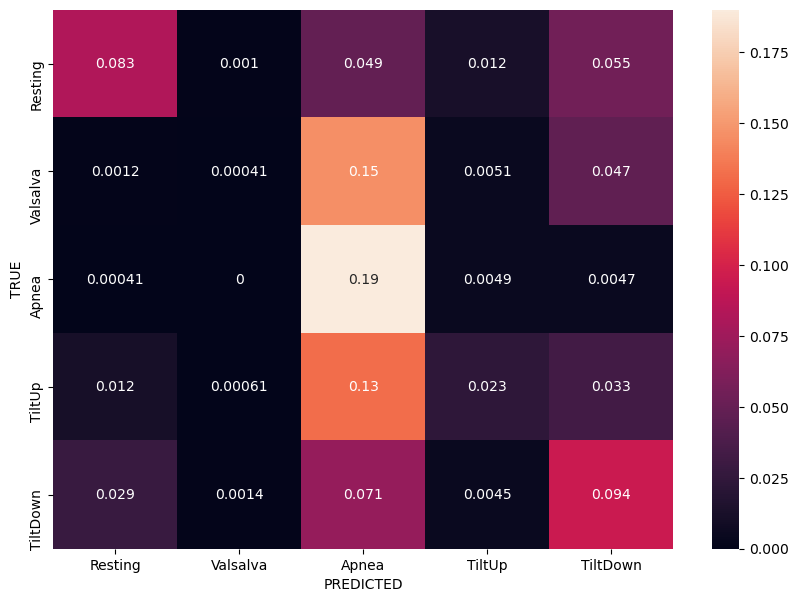 Resting 0.083 0.001 0.049 0.012 0.055
Valsalva 0.0012 0.00041 0.15 0.0051 0.047
TRUE
Apnea 0.00041 0 0.19 0.0049 0.0047
TiltUp 0.012 0.00061 0.13 0.023 0.033
TiltDown 0.029 0.0014 0.071 0.0045 0.094
Resting Valsalva Apnea TiltUp TiltDown
PREDICTED
0.175
0.150
0.125
0.100
0.075
0.050
0.025
0.000